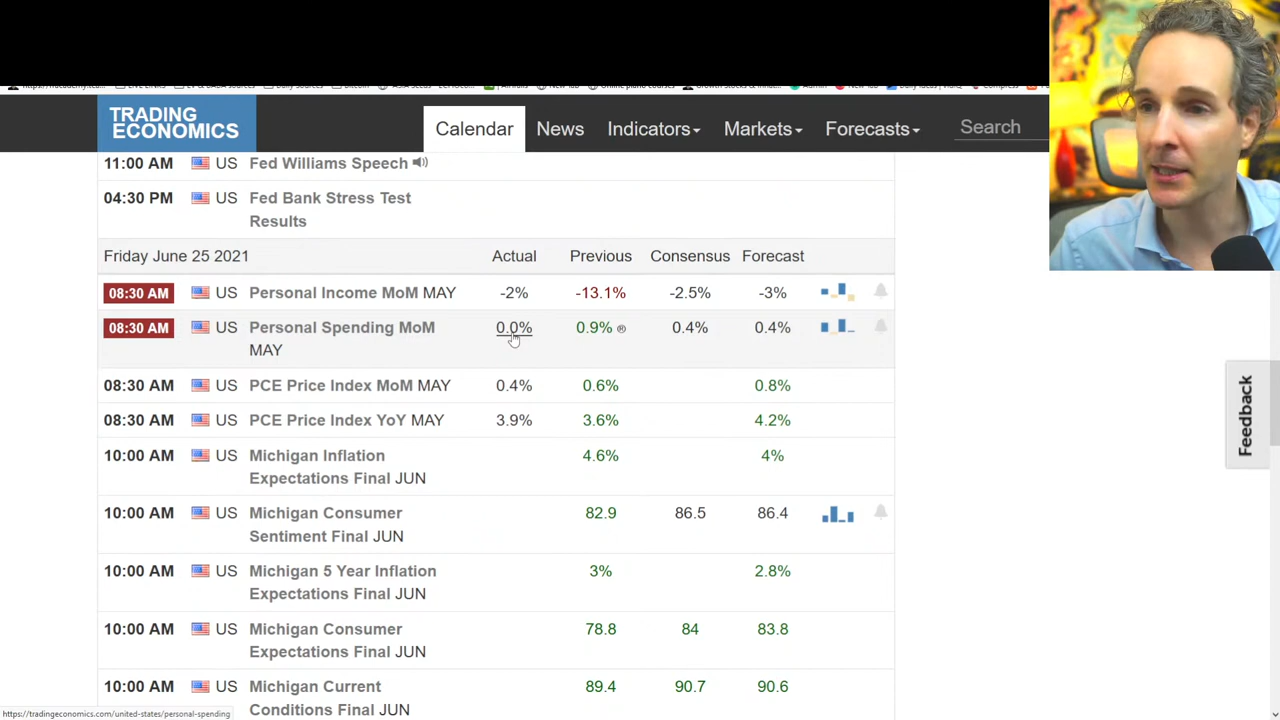 TRADING
ECONOMICS
Calendar News Indicators Markets Forecasts Search
11:00 AM US Fed Williams Speech
04:30 PM US Fed Bank Stress Test
Results
Friday June 25 2021 Actual Previous Consensus Forecast
08:30 AM US Personal Income MoM MAY -2% -13.1% -2.5% -3%
08:30 AM US Personal Spending MoM 0.0% 0.9% ® 0.4% 0.4%
MAY
08:30 AM US PCE Price Index MoM MAY 0.4% 0.6% 0.8%
08:30 AM US PCE Price Index YoY MAY 3.9% 3.6% 4.2%
10:00 AM US Michigan Inflation 4.6% 4%
Expectations Final JUN
10:00 AM US Michigan Consumer 82.9 86.5 86.4
Sentiment Final JUN
10:00 AM US Michigan 5 Year Inflation 3% 2.8%
Expectations Final JUN
10:00 AM US Michigan Consumer 78.8 84 83.8
Expectations Final JUN
10:00 AM US Michigan Current 89.4 90.7 90.6
Conditions Final JUN
Feedback
https://tradingeconomics.com/united-states/personal-spending